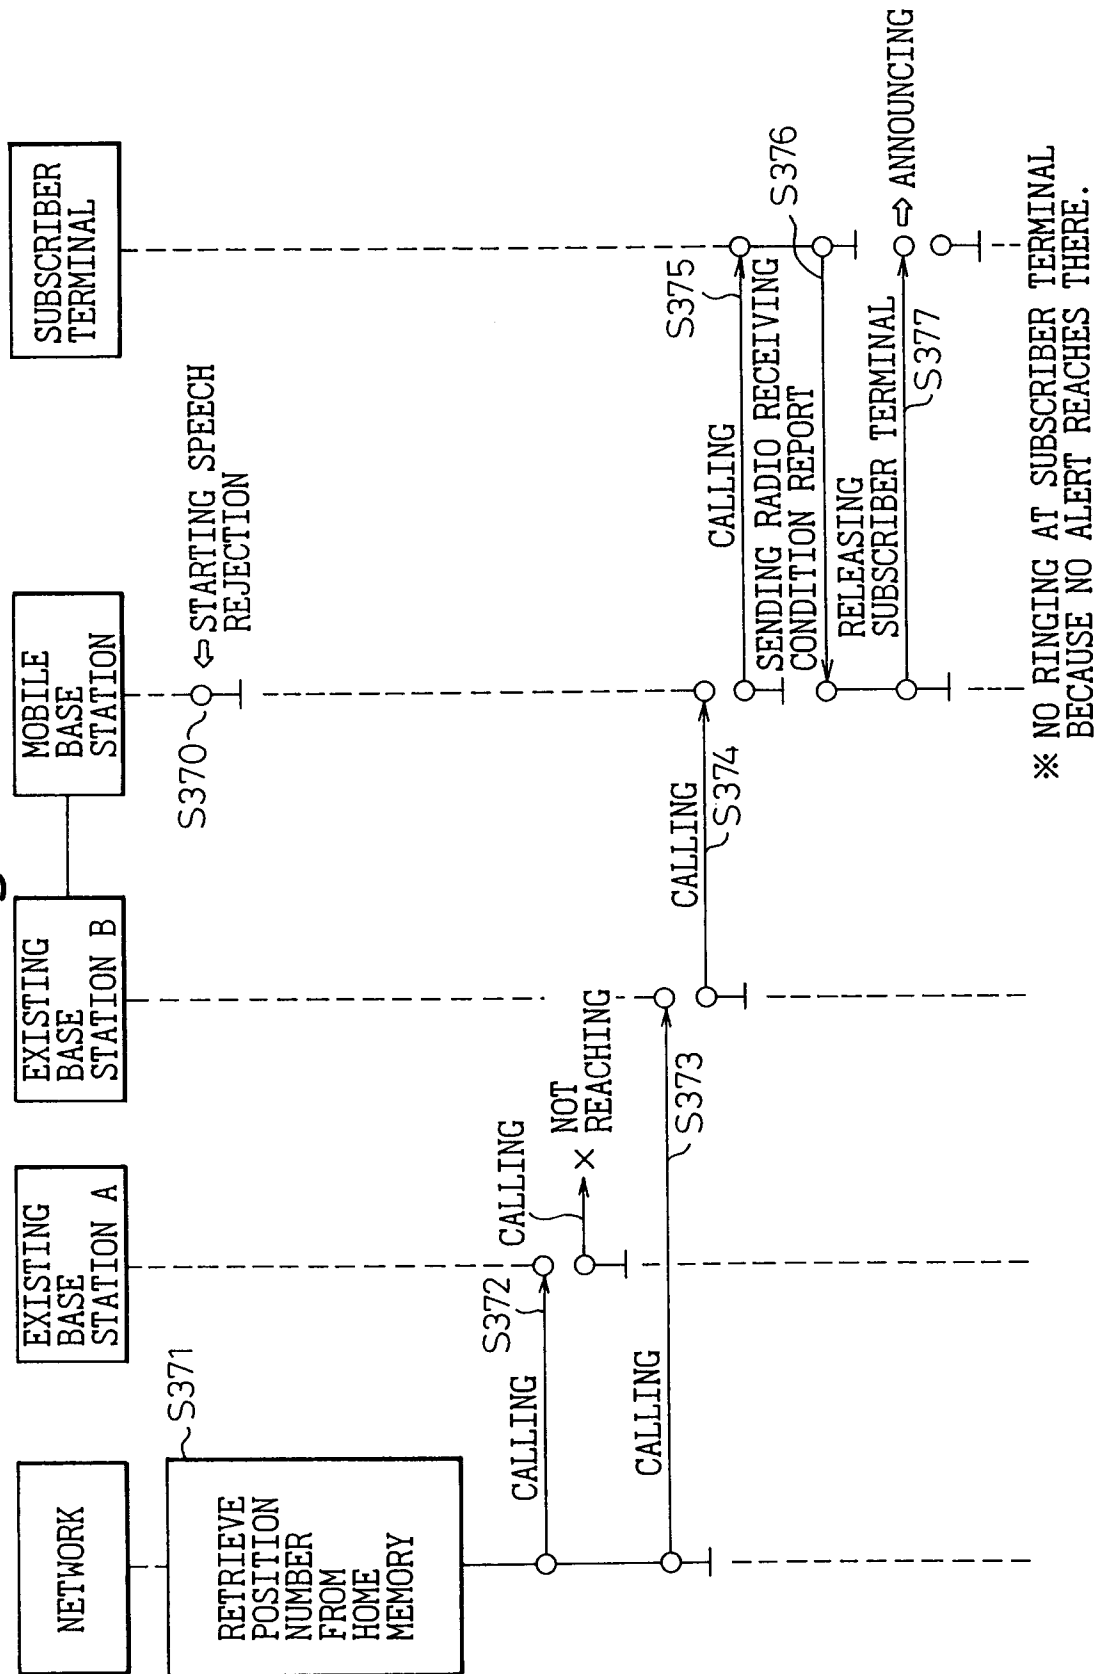 NETWORK
EXISTING
BASE
STATION A
EXISTING
BASE
STATION B
MOBILE
BASE
STATION
SUBSCRIBER
TERMINAL
S370
STARTING SPEECH
REJECTION
S371
RETRIEVE
POSITION
NUMBER
FROM
HOME
MEMORY
CALLING
S372
CALLING
× NOT
REACHING
CALLING
S373
CALLING
S374
CALLING
S375
SENDING RADIO RECEIVING
CONDITION REPORT
S376
RELEASING
SUBSCRIBER TERMINAL
S377
⇨ ANNOUNCING
※ NO RINGING AT SUBSCRIBER TERMINAL
BECAUSE NO ALERT REACHES THERE.